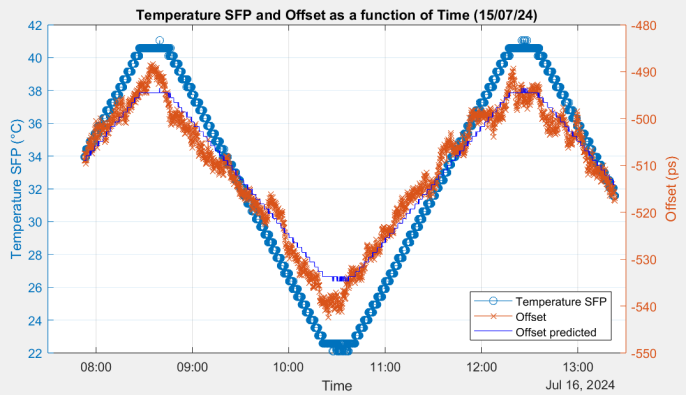 Temperature SFP and Offset as a function of Time (15/07/24)
42
40
38
36
34
32
30
28
26
24
22
Temperature SFP (°C)
-480
-490
-500
-510
-520
-530
-540
-550
Offset (ps)
Temperature SFP
Offset
Offset predicted
08:00 09:00 10:00 11:00 12:00 13:00
Time
Jul 16, 2024